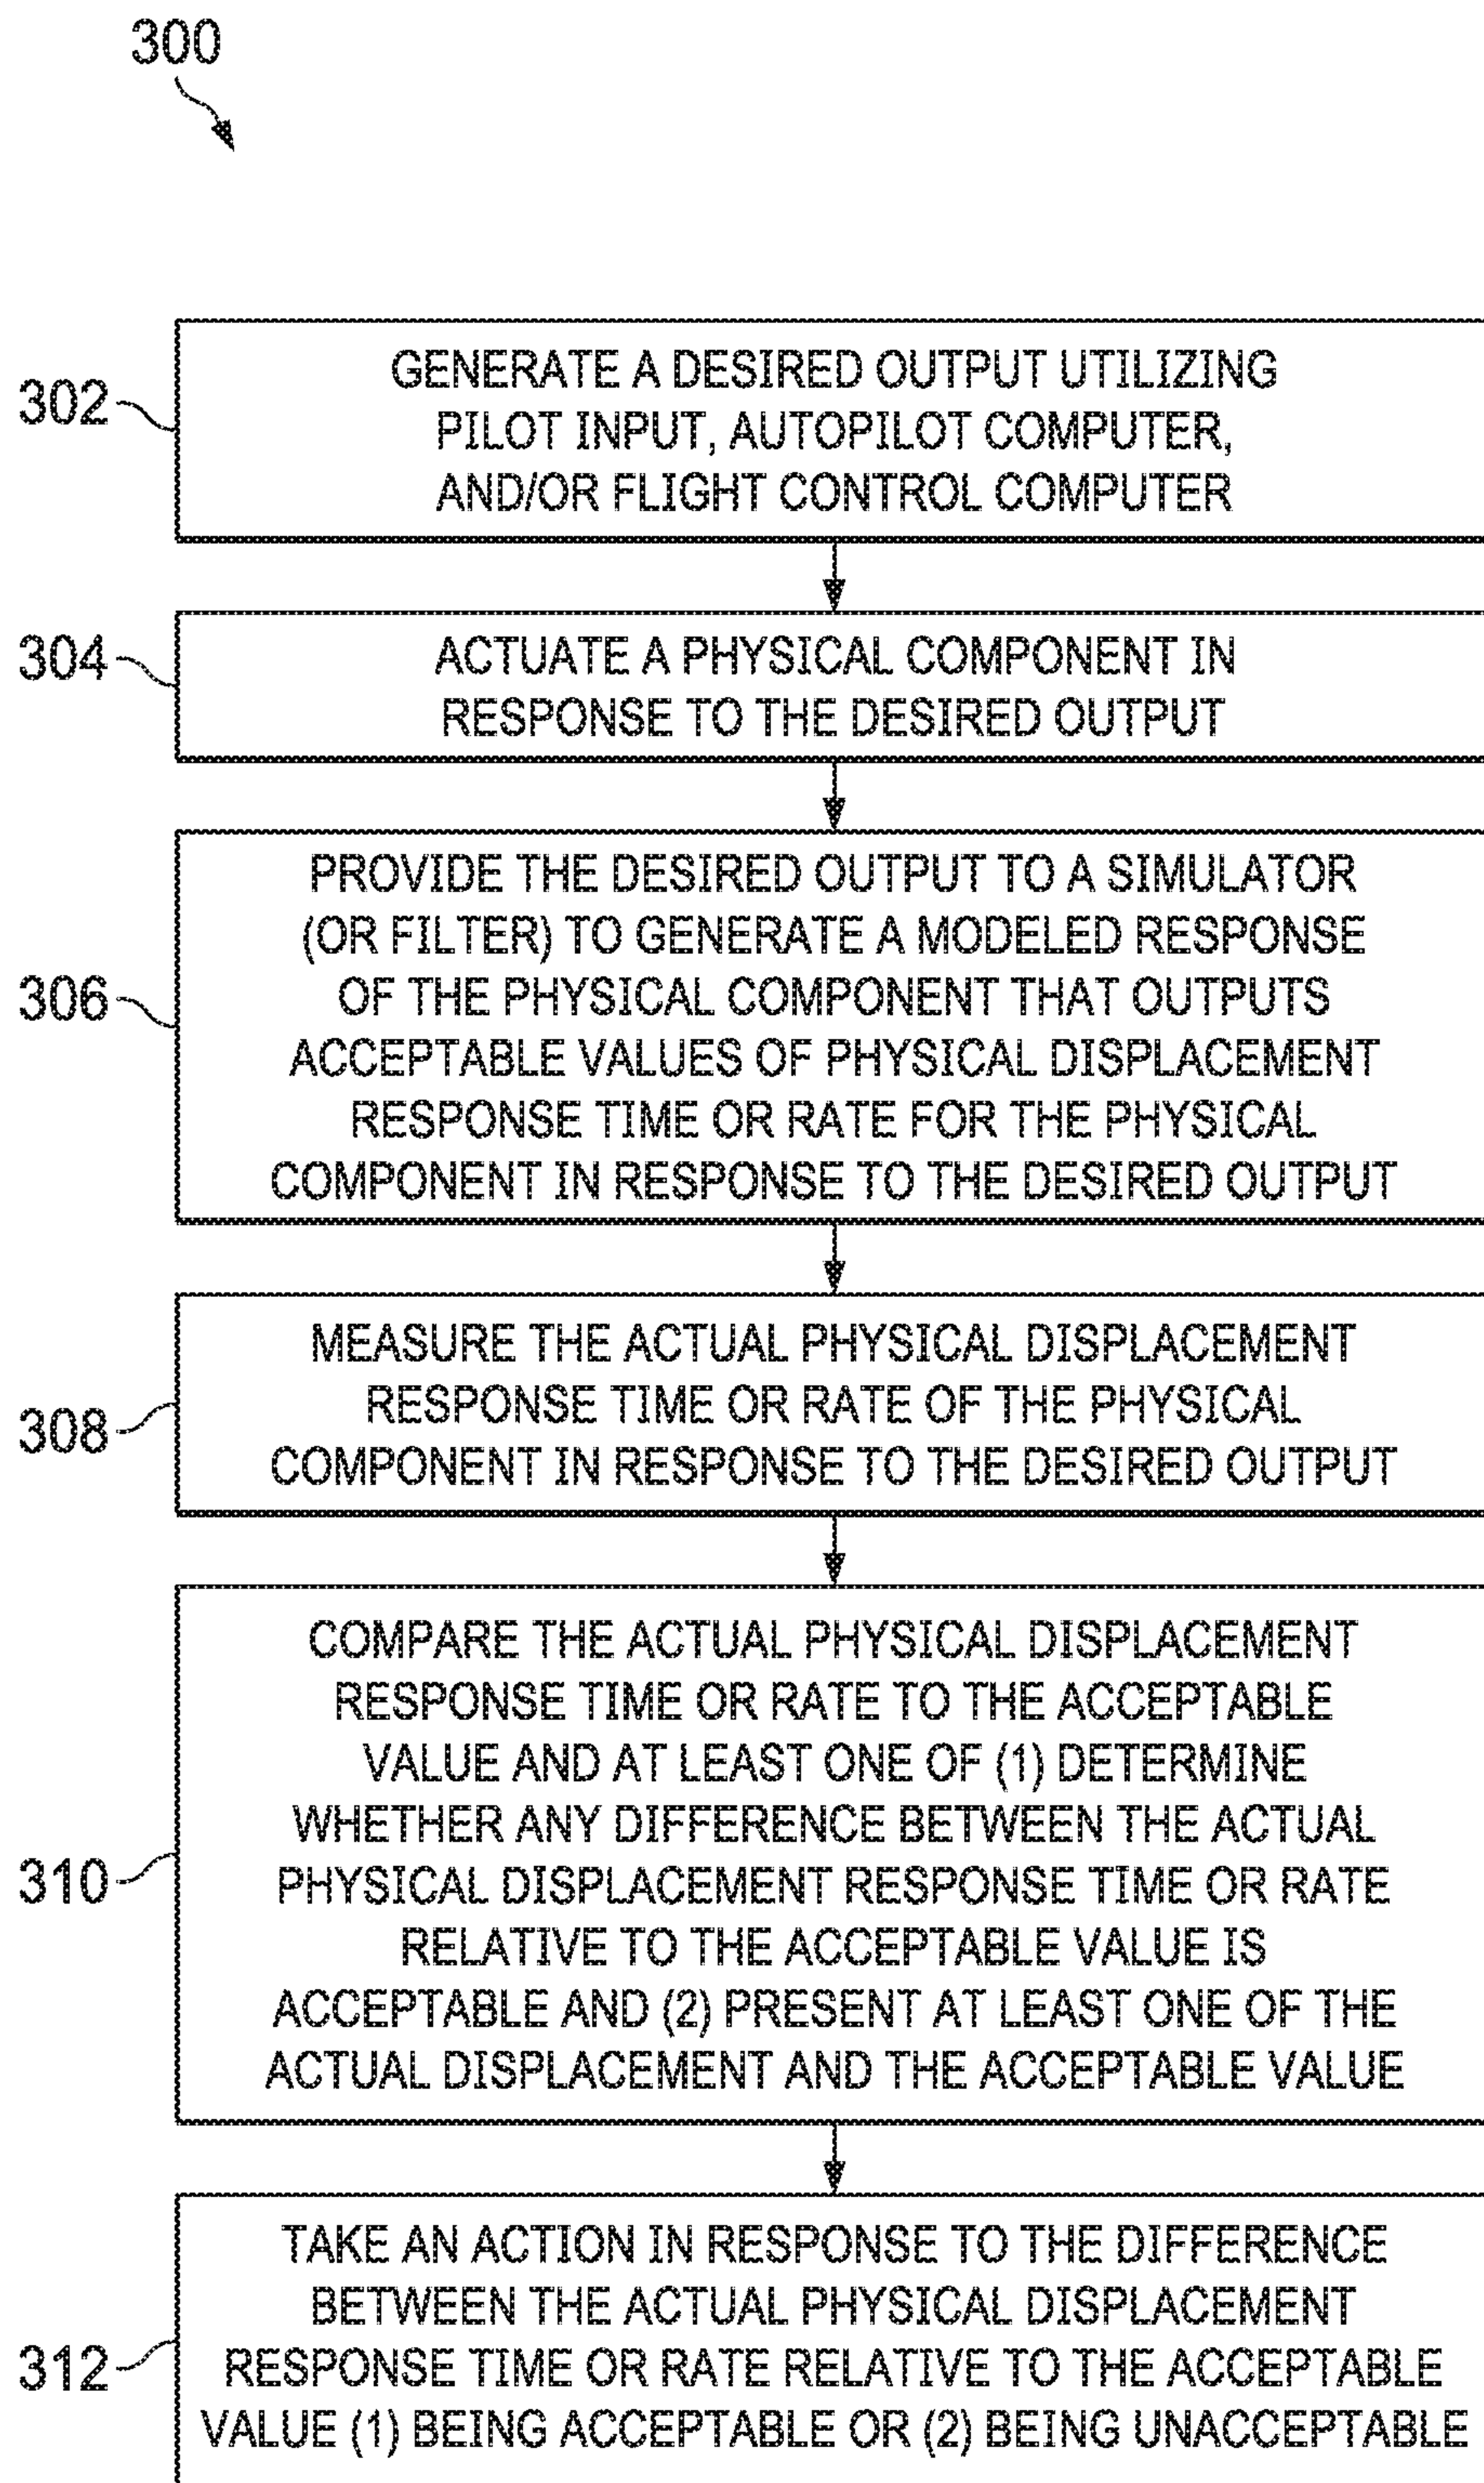 300
302
GENERATE A DESIRED OUTPUT UTILIZING
PILOT INPUT, AUTOPILOT COMPUTER,
AND/OR FLIGHT CONTROL COMPUTER
304
ACTUATE A PHYSICAL COMPONENT IN
RESPONSE TO THE DESIRED OUTPUT
306
PROVIDE THE DESIRED OUTPUT TO A SIMULATOR
(OR FILTER) TO GENERATE A MODELED RESPONSE
OF THE PHYSICAL COMPONENT THAT OUTPUTS
ACCEPTABLE VALUES OF PHYSICAL DISPLACEMENT
RESPONSE TIME OR RATE FOR THE PHYSICAL
COMPONENT IN RESPONSE TO THE DESIRED OUTPUT
308
MEASURE THE ACTUAL PHYSICAL DISPLACEMENT
RESPONSE TIME OR RATE OF THE PHYSICAL
COMPONENT IN RESPONSE TO THE DESIRED OUTPUT
310
COMPARE THE ACTUAL PHYSICAL DISPLACEMENT
RESPONSE TIME OR RATE TO THE ACCEPTABLE
VALUE AND AT LEAST ONE OF (1) DETERMINE
WHETHER ANY DIFFERENCE BETWEEN THE ACTUAL
PHYSICAL DISPLACEMENT RESPONSE TIME OR RATE
RELATIVE TO THE ACCEPTABLE VALUE IS
ACCEPTABLE AND (2) PRESENT AT LEAST ONE OF THE
ACTUAL DISPLACEMENT AND THE ACCEPTABLE VALUE
312
TAKE AN ACTION IN RESPONSE TO THE DIFFERENCE
BETWEEN THE ACTUAL PHYSICAL DISPLACEMENT
RESPONSE TIME OR RATE RELATIVE TO THE ACCEPTABLE
VALUE (1) BEING ACCEPTABLE OR (2) BEING UNACCEPTABLE